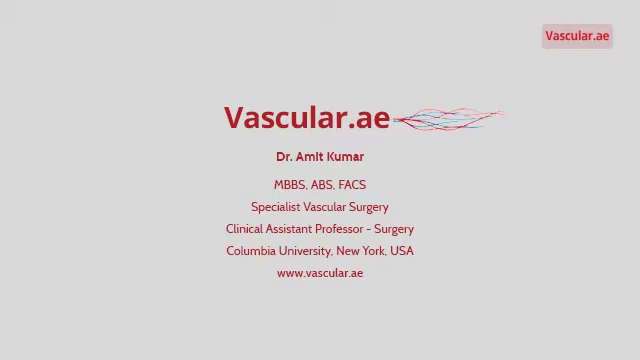 Vascular.ae
Vascular.ae
Dr. Amit Kumar
MBBS, ABS, FACS
Specialist Vascular Surgery
Clinical Assistant Professor - Surgery
Columbia University, New York, USA
www.vascular.ae